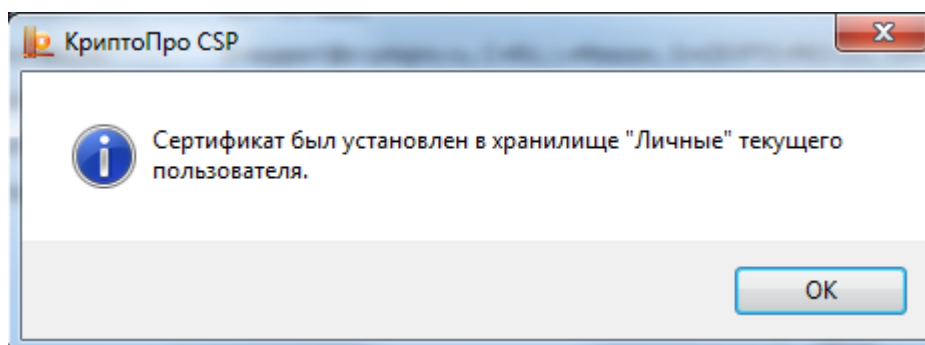 КриптоПро CSP
Сертификат был установлен в хранилище "Личные" текущего
пользователя.
OK